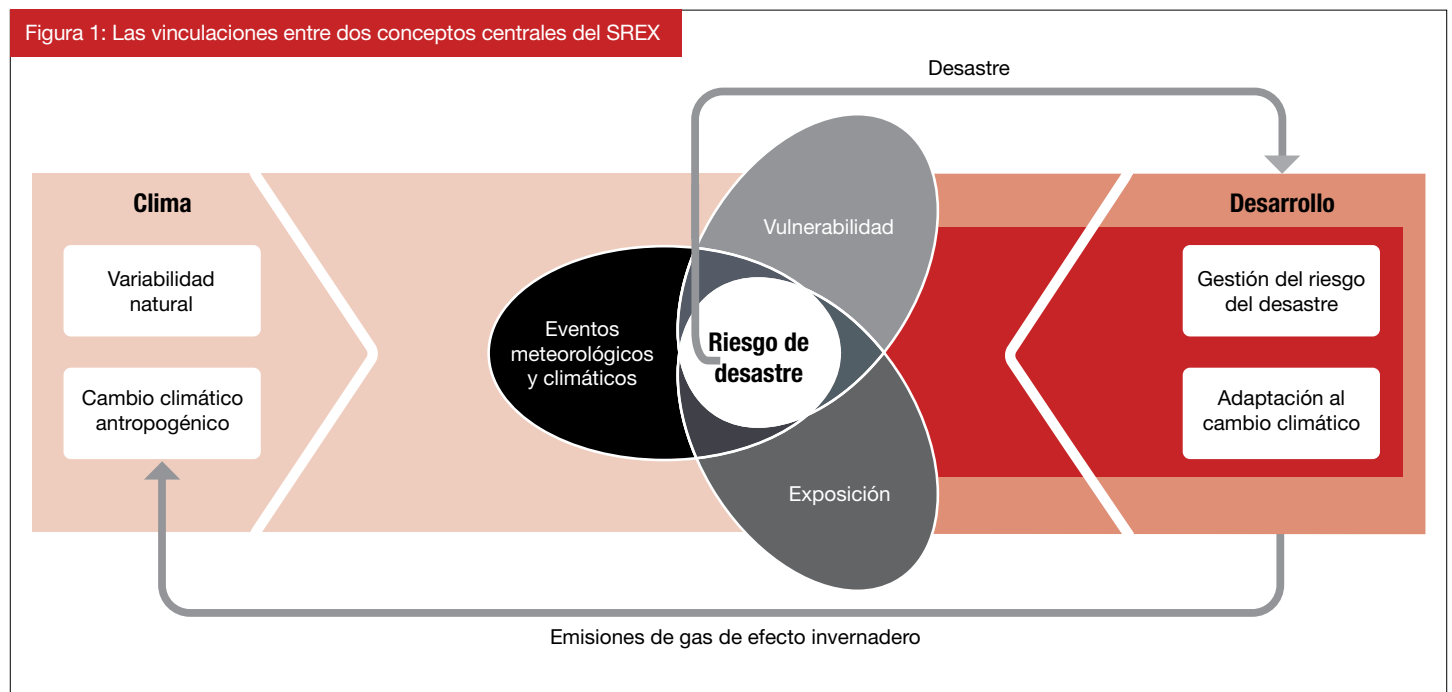 Figura 1: Las vinculaciones entre dos conceptos centrales del SREX
Desastre
Clima
Variabilidad
natural
Cambio climático
antropogénico
Eventos
meteorológicos
y climáticos
Vulnerabilidad
Riesgo de
desastre
Exposición
Desarrollo
Gestión del riesgo
del desastre
Adaptación al
cambio climático
Emisiones de gas de efecto invernadero